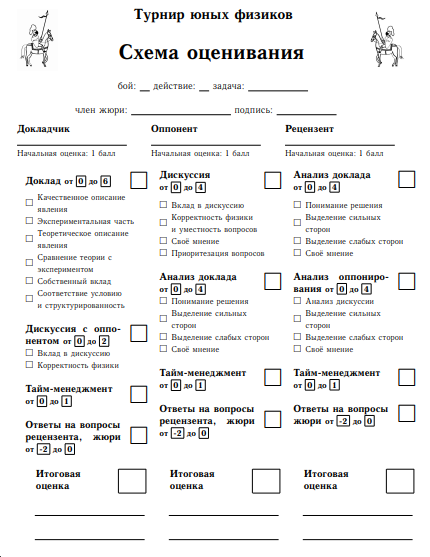 Турнир юных физиков
Схема оценивания
бой: __ действие: __ задача: ________
член жюри: ________ подпись: ________
Докладчик
Начальная оценка: 1 балл
Доклад от 0 до 6
Качественное описание
явления
Экспериментальная часть
Теоретическое описание
явления
Сравнение теории с
экспериментом
Собственный вклад
Соответствие условию
и структурированность
Дискуссия с оппо-
нентом от 0 до 2
Вклад в дискуссию
Корректность физики
Тайм-менеджмент
от 0 до 1
Ответы на вопросы
рецензента, жюри
от -2 до 0
Итоговая
оценка
Оппонент
Начальная оценка: 1 балл
Дискуссия
от 0 до 4
Вклад в дискуссию
Корректность физики
и уместность вопросов
Своё мнение
Приоритезация вопросов
Анализ доклада
от 0 до 4
Понимание решения
Выделение сильных
сторон
Выделение слабых сторон
Своё мнение
Тайм-менеджмент
от 0 до 1
Ответы на вопросы
рецензента, жюри
от -2 до 0
Итоговая
оценка
Рецензент
Начальная оценка: 1 балл
Анализ доклада
от 0 до 4
Понимание решения
Выделение сильных
сторон
Выделение слабых сторон
Своё мнение
Анализ оппониро-
вания от 0 до 4
Анализ дискуссии
Выделение сильных
сторон
Выделение слабых сторон
Своё мнение
Тайм-менеджмент
от 0 до 1
Ответы на вопросы
жюри от -2 до 0
Итоговая
оценка